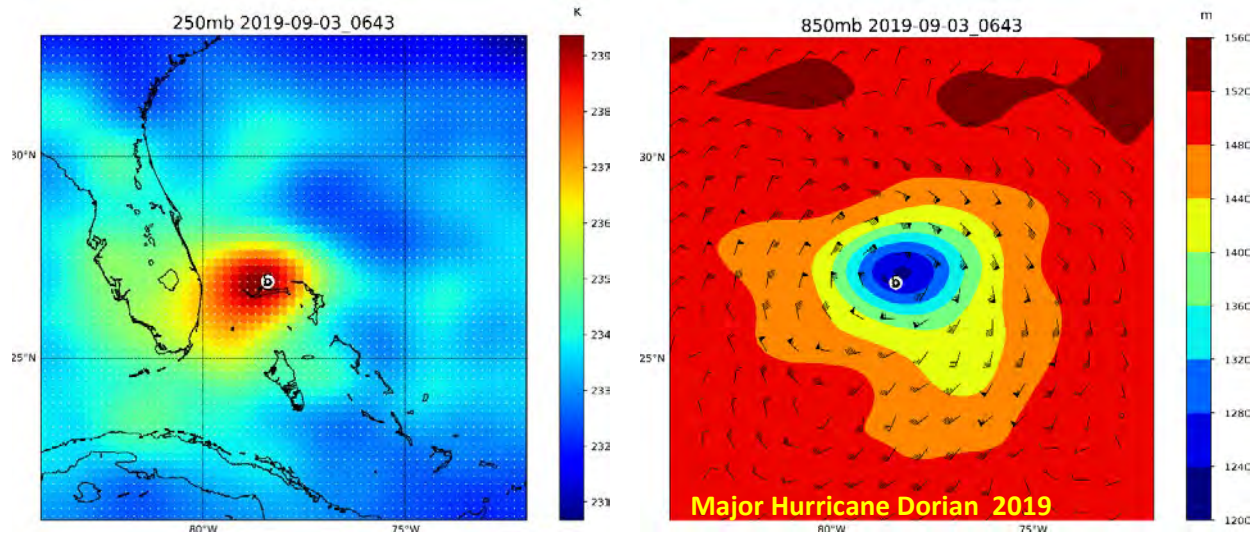 K
250mb 2019-09-03_0643
239
238
237
236
235
234
233
232
231
30°N
25°N
80°W
75°W
D
m
850mb 2019-09-03_0643
1560
1520
1480
1440
1400
1360
1320
1280
1240
1200
30°N
25°N
80°W
75°W
D
Major Hurricane Dorian 2019